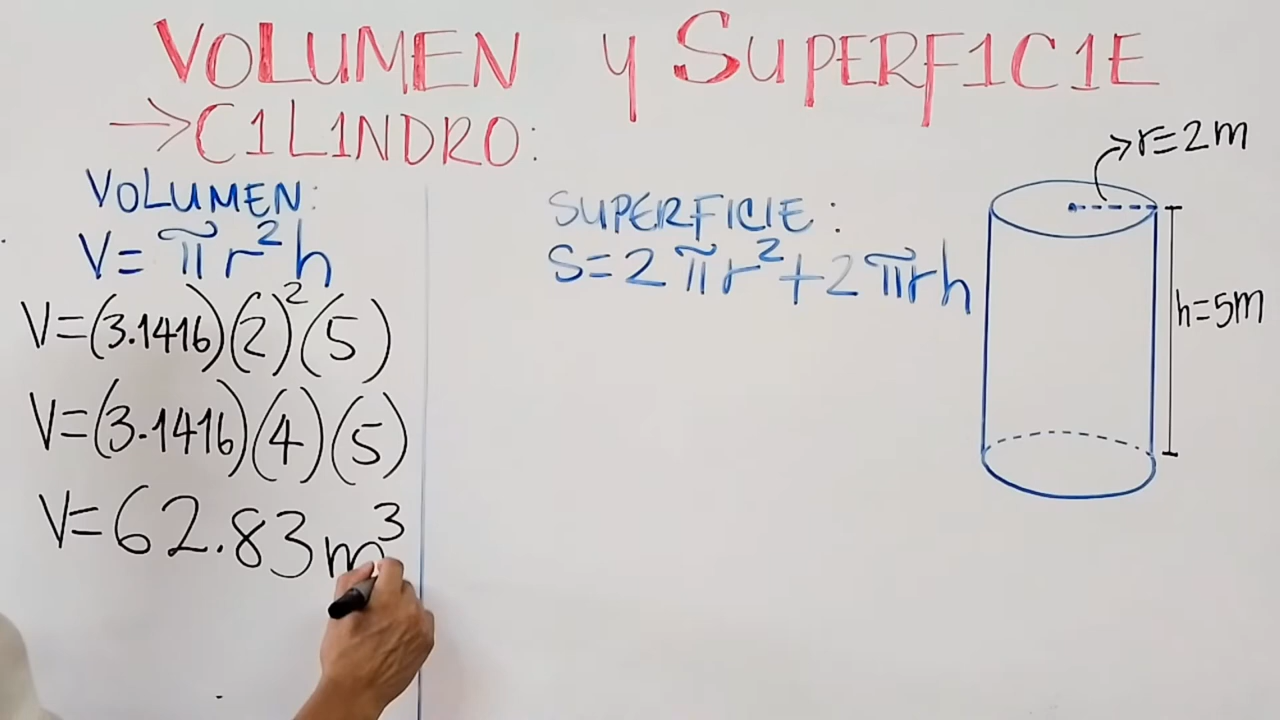 VOLUMEN y SUPERF1C1E
→C1L1NDRO:
VOLUMEN:
V=πr²h
V=(3.1416)(2)²(5)
V=(3.1416)(4)(5)
V=62.83m³
SUPERFICIE:
S=2πr²+2πrh
r=2m
h=5m